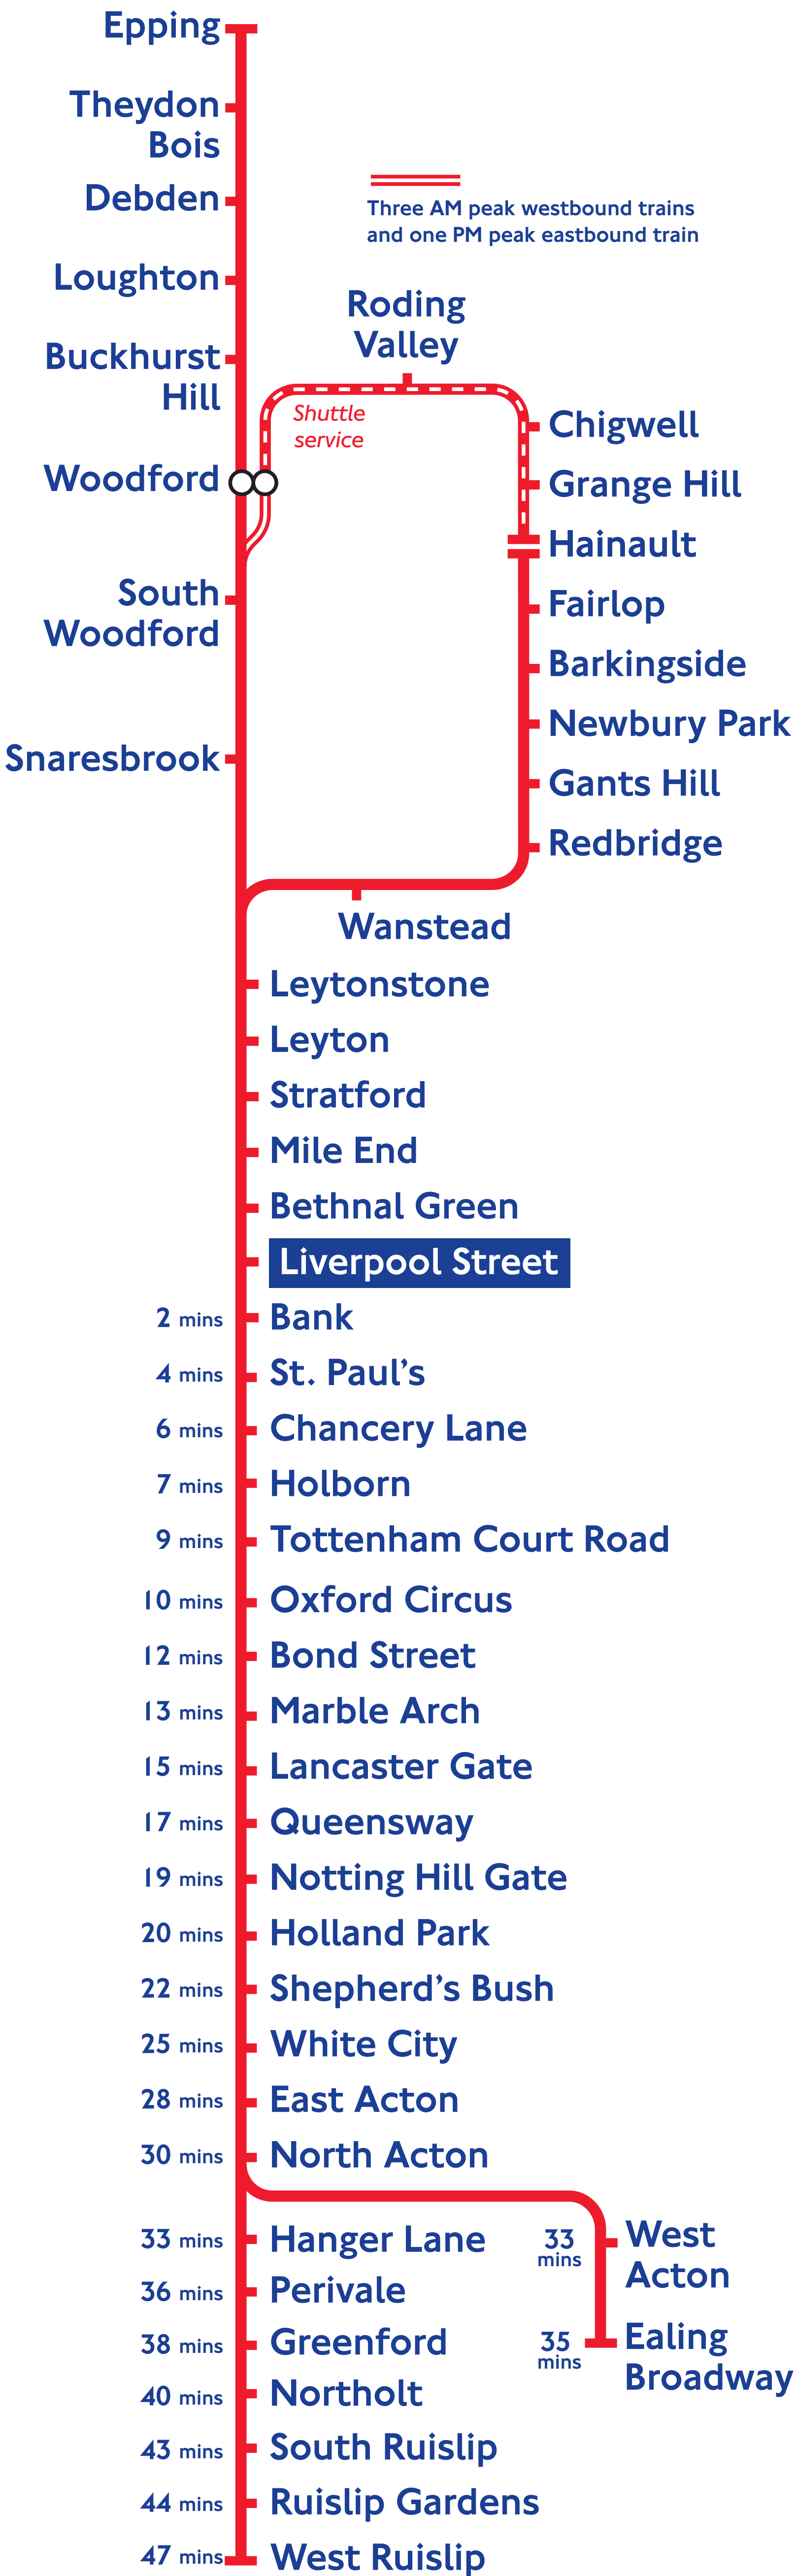 Epping
Theydon
Bois
Debden
Three AM peak westbound trains
and one PM peak eastbound train
Loughton
Roding
Valley
Buckhurst
Hill
Shuttle
service
Chigwell
Woodford
Grange Hill
Hainault
South
Woodford
Fairlop
Barkingside
Newbury Park
Snaresbrook
Gants Hill
Redbridge
Wanstead
Leytonstone
Leyton
Stratford
Mile End
Bethnal Green
Liverpool Street
2 mins Bank
4 mins St. Paul's
6 mins Chancery Lane
7 mins Holborn
9 mins Tottenham Court Road
10 mins Oxford Circus
12 mins Bond Street
13 mins Marble Arch
15 mins Lancaster Gate
17 mins Queensway
19 mins Notting Hill Gate
20 mins Holland Park
22 mins Shepherd's Bush
25 mins White City
28 mins East Acton
30 mins North Acton
33 mins Hanger Lane
33
mins
West
Acton
36 mins Perivale
38 mins Greenford
35
mins
Ealing
Broadway
40 mins Northolt
43 mins South Ruislip
44 mins Ruislip Gardens
47 mins West Ruislip